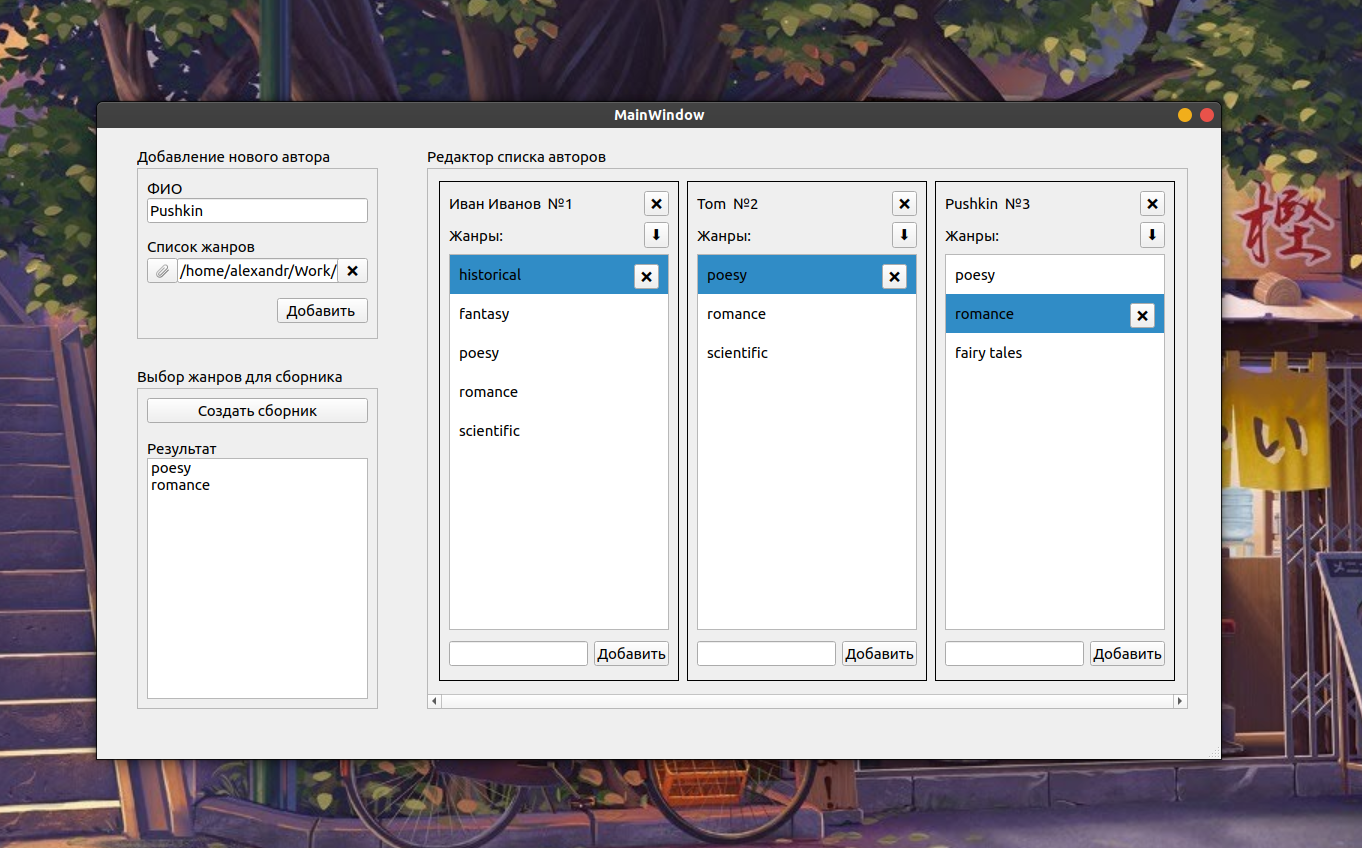 MainWindow
Добавление нового автора
ФИО
Pushkin
Список жанров
/home/alexandr/Work/
Добавить
Выбор жанров для сборника
Создать сборник
Результат
poesy
romance
Редактор списка авторов
Иван Иванов №1
Жанры:
historical
fantasy
poesy
romance
scientific
Добавить
Tom №2
Жанры:
poesy
romance
scientific
Добавить
Pushkin №3
Жанры:
poesy
romance
fairy tales
Добавить
樫
い
メニ